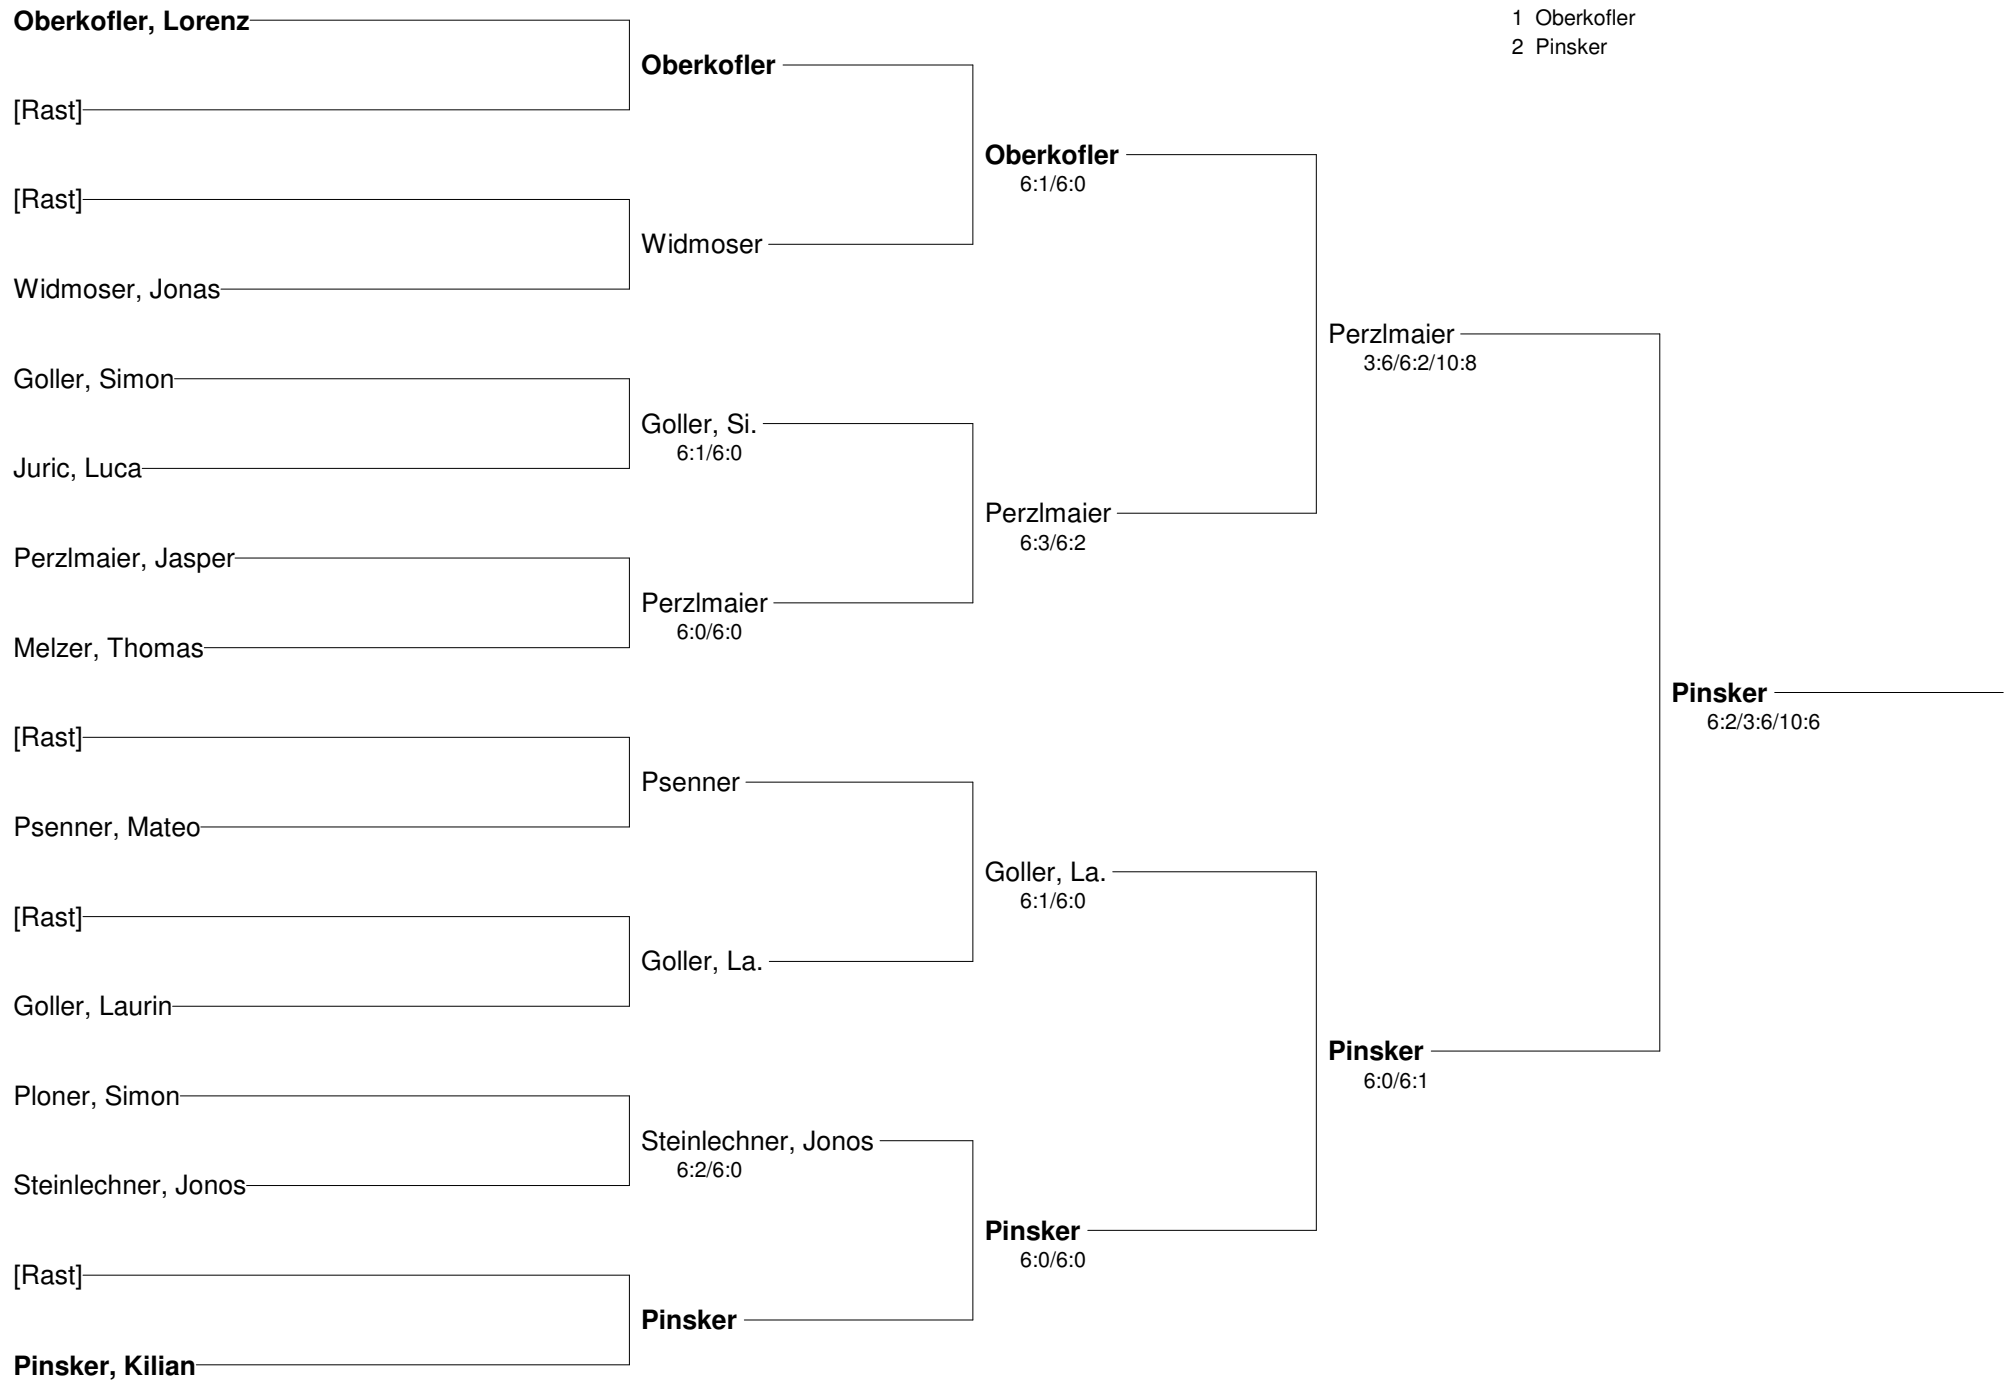 Oberkofler, Lorenz
[Rast]
[Rast]
Widmoser, Jonas
Goller, Simon
Juric, Luca
Perzlmaier, Jasper
Melzer, Thomas
[Rast]
Psenner, Mateo
[Rast]
Goller, Laurin
Ploner, Simon
Steinlechner, Jonos
[Rast]
Pinsker, Kilian
Oberkofler
Widmoser
Goller, Si.
6:1/6:0
Perzlmaier
6:0/6:0
Psenner
Goller, La.
Steinlechner, Jonos
6:2/6:0
Pinsker
Oberkofler
6:1/6:0
Perzlmaier
6:3/6:2
Goller, La.
6:1/6:0
Pinsker
6:0/6:0
Perzlmaier
3:6/6:2/10:8
Pinsker
6:0/6:1
Pinsker
6:2/3:6/10:6
1 Oberkofler
2 Pinsker